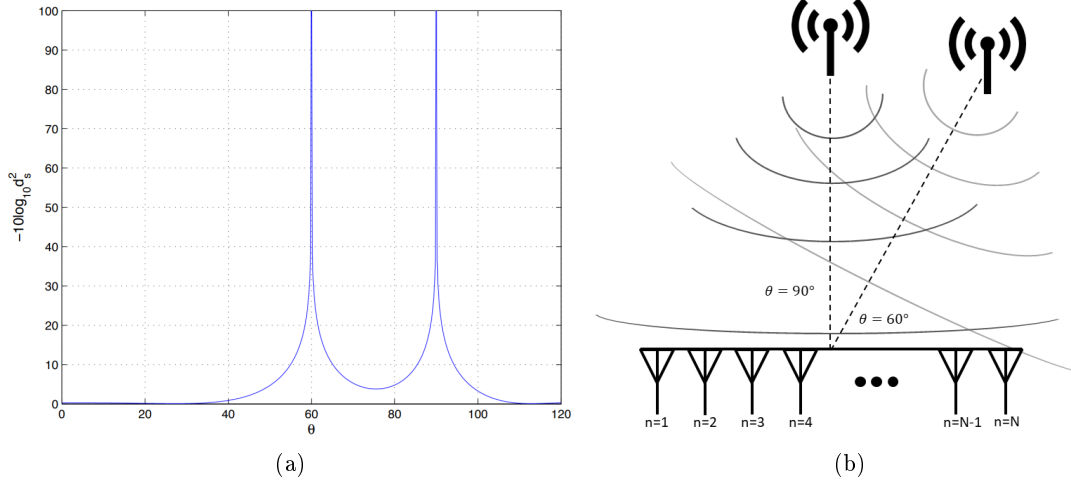 100
90
80
70
60
50
40
30
20
10
0
-10log₁₀dₛ²
0 20 40 60 80 100 120
θ
(a)
θ = 90°
θ = 60°
n=1 n=2 n=3 n=4 n=N-1 n=N
(b)